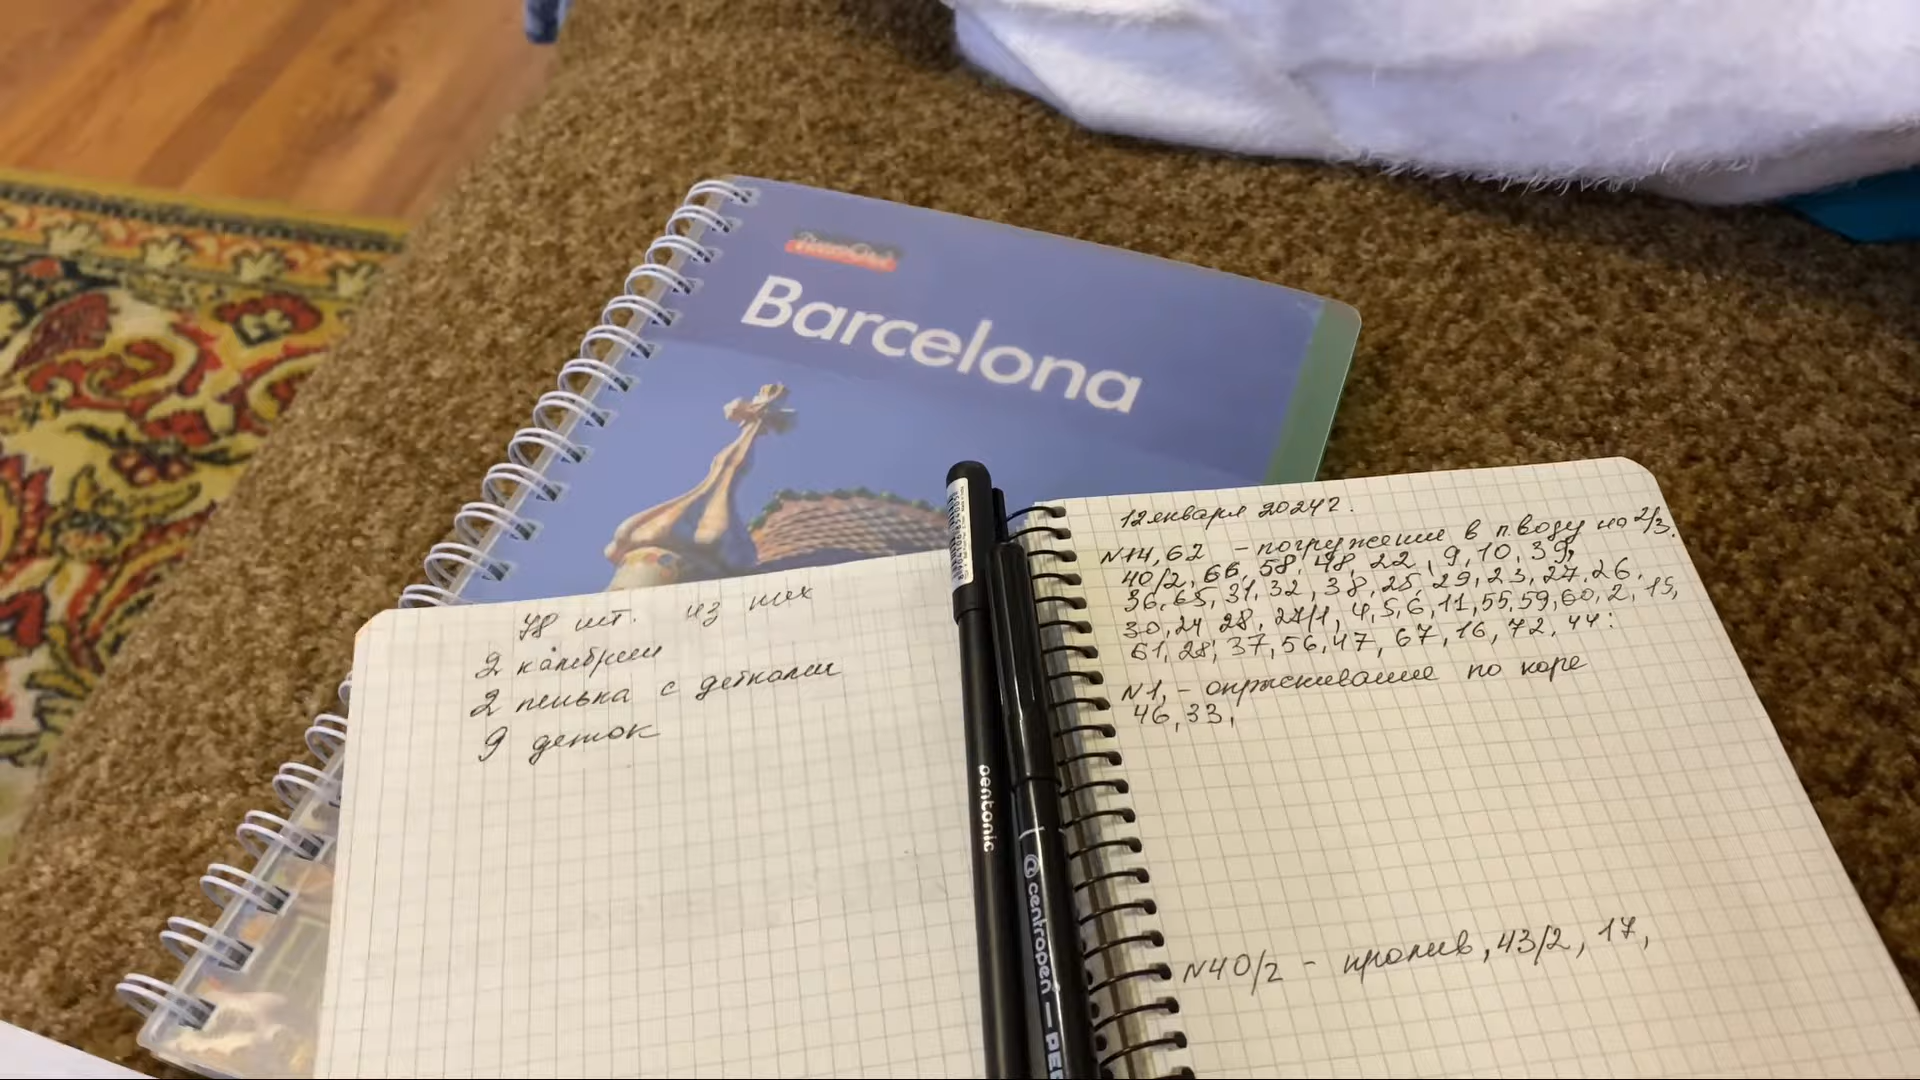 Barcelona
78 шт. из них
2 камбрии
2 пенька с детками
9 деток
12 января 2024 г.
N14, 62 - погружение в п.воду на 2/3.
40/2, 66, 58, 48, 22, 9, 10, 39,
36, 65, 31, 32, 38, 25, 29, 23, 27, 26.
30, 24 28, 27/1, 4, 5, 6, 11, 55, 59, 60, 2, 15,
61, 28, 37, 56, 47, 67, 16, 72, 44:
N1, - опрыскивание по коре
46, 33,
N40/2 - пролив, 43/2, 17,
pentonic
centropen